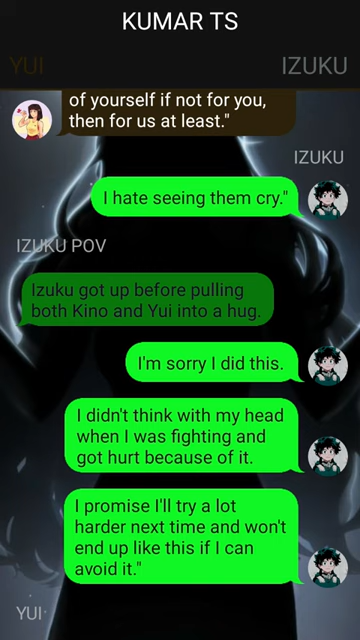 KUMAR TS
YUI IZUKU
of yourself if not for you,
then for us at least."
IZUKU
I hate seeing them cry."
IZUKU POV
Izuku got up before pulling
both Kino and Yui into a hug.
I'm sorry I did this.
I didn't think with my head
when I was fighting and
got hurt because of it.
I promise I'll try a lot
harder next time and won't
end up like this if I can
avoid it."
YUI